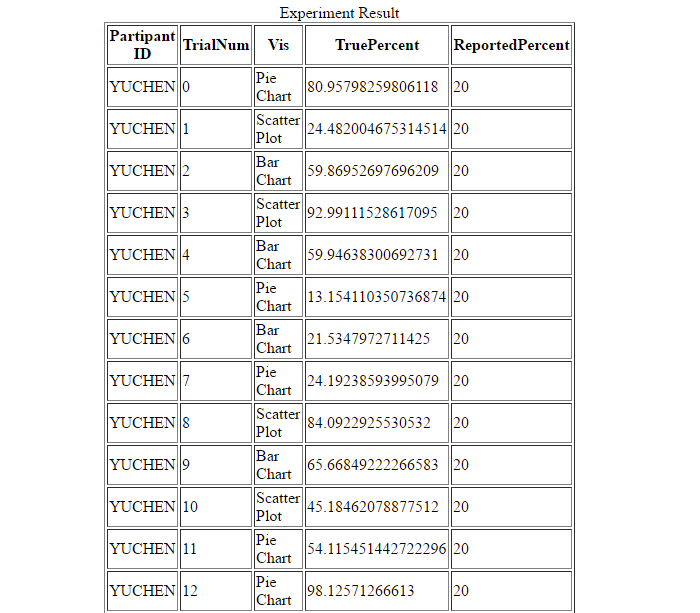 Experiment Result
Partipant ID TrialNum Vis TruePercent ReportedPercent
YUCHEN 0 Pie Chart 80.95798259806118 20
YUCHEN 1 Scatter Plot 24.482004675314514 20
YUCHEN 2 Bar Chart 59.86952697696209 20
YUCHEN 3 Scatter Plot 92.99111528617095 20
YUCHEN 4 Bar Chart 59.94638300692731 20
YUCHEN 5 Pie Chart 13.154110350736874 20
YUCHEN 6 Bar Chart 21.5347972711425 20
YUCHEN 7 Pie Chart 24.19238593995079 20
YUCHEN 8 Scatter Plot 84.0922925530532 20
YUCHEN 9 Bar Chart 65.66849222266583 20
YUCHEN 10 Scatter Plot 45.18462078877512 20
YUCHEN 11 Pie Chart 54.115451442722296 20
YUCHEN 12 Pie Chart 98.12571266613 20